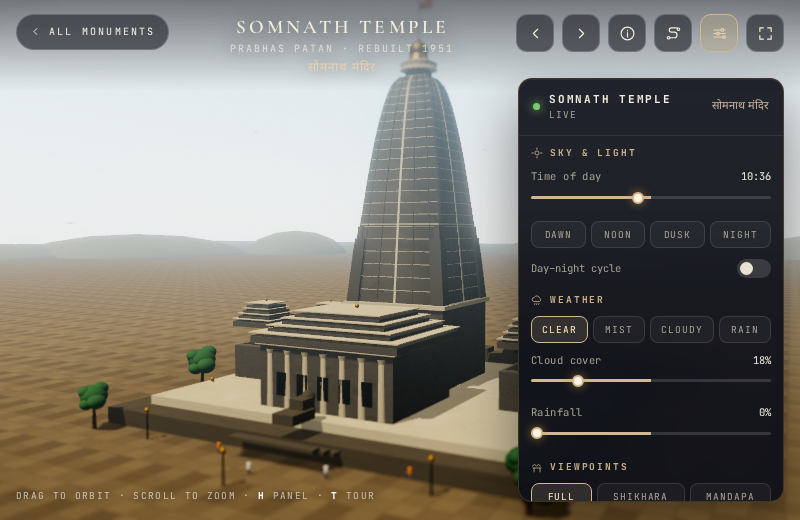 ALL MONUMENTS
SOMNATH TEMPLE
PRABHAS PATAN · REBUILT 1951
सोमनाथ मंदिर
SOMNATH TEMPLE
LIVE
सोमनाथ मंदिर
SKY & LIGHT
Time of day 10:36
DAWN NOON DUSK NIGHT
Day-night cycle
WEATHER
CLEAR MIST CLOUDY RAIN
Cloud cover 18%
Rainfall 0%
VIEWPOINTS
FULL SHIKHARA MANDAPA
DRAG TO ORBIT · SCROLL TO ZOOM · H PANEL · T TOUR